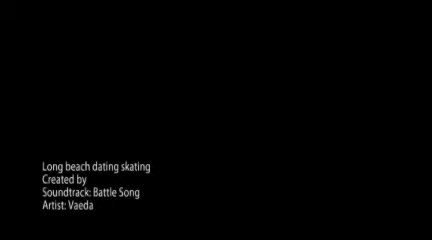 Long beach dating skating
Created by
Soundtrack: Battle Song
Artist: Vaeda